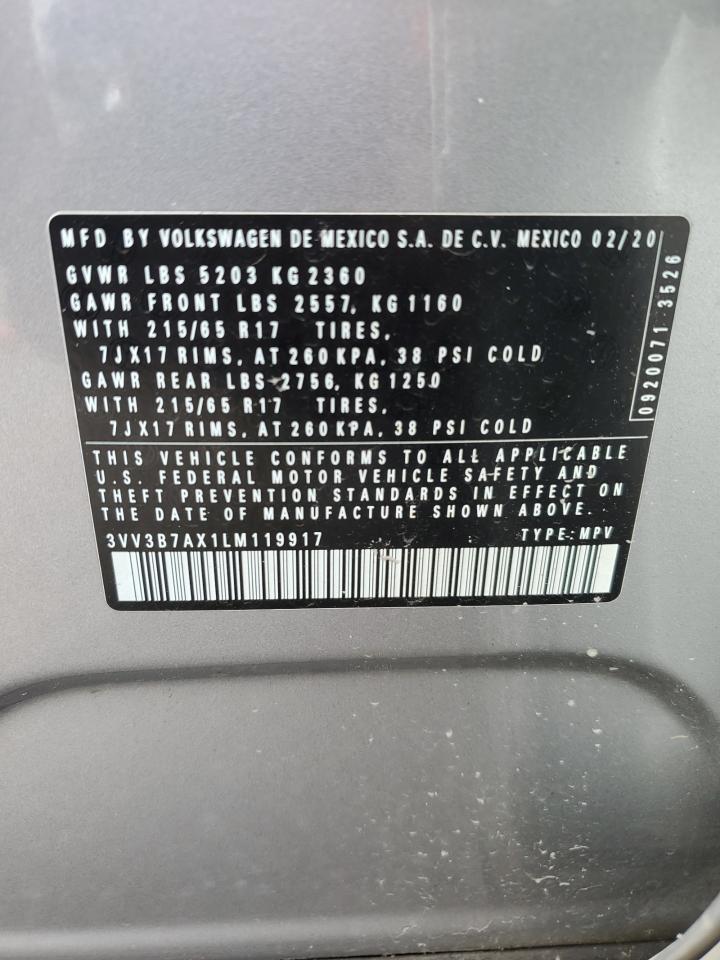 MFD BY VOLKSWAGEN DE MEXICO S.A. DE C.V. MEXICO 02/20
GVWR LBS 5203 KG 2360
GAWR FRONT LBS 2557, KG 1160
WITH 215/65 R17 TIRES,
7JX17 RIMS, AT 260 KPA, 38 PSI COLD
GAWR REAR LBS 2756, KG 1250
WITH 215/65 R17 TIRES,
7JX17 RIMS, AT 260 KPA, 38 PSI COLD
0920071 3526
THIS VEHICLE CONFORMS TO ALL APPLICABLE
U.S. FEDERAL MOTOR VEHICLE SAFETY AND
THEFT PREVENTION STANDARDS IN EFFECT ON
THE DATE OF MANUFACTURE SHOWN ABOVE.
3VV3B7AX1LM119917 TYPE: MPV